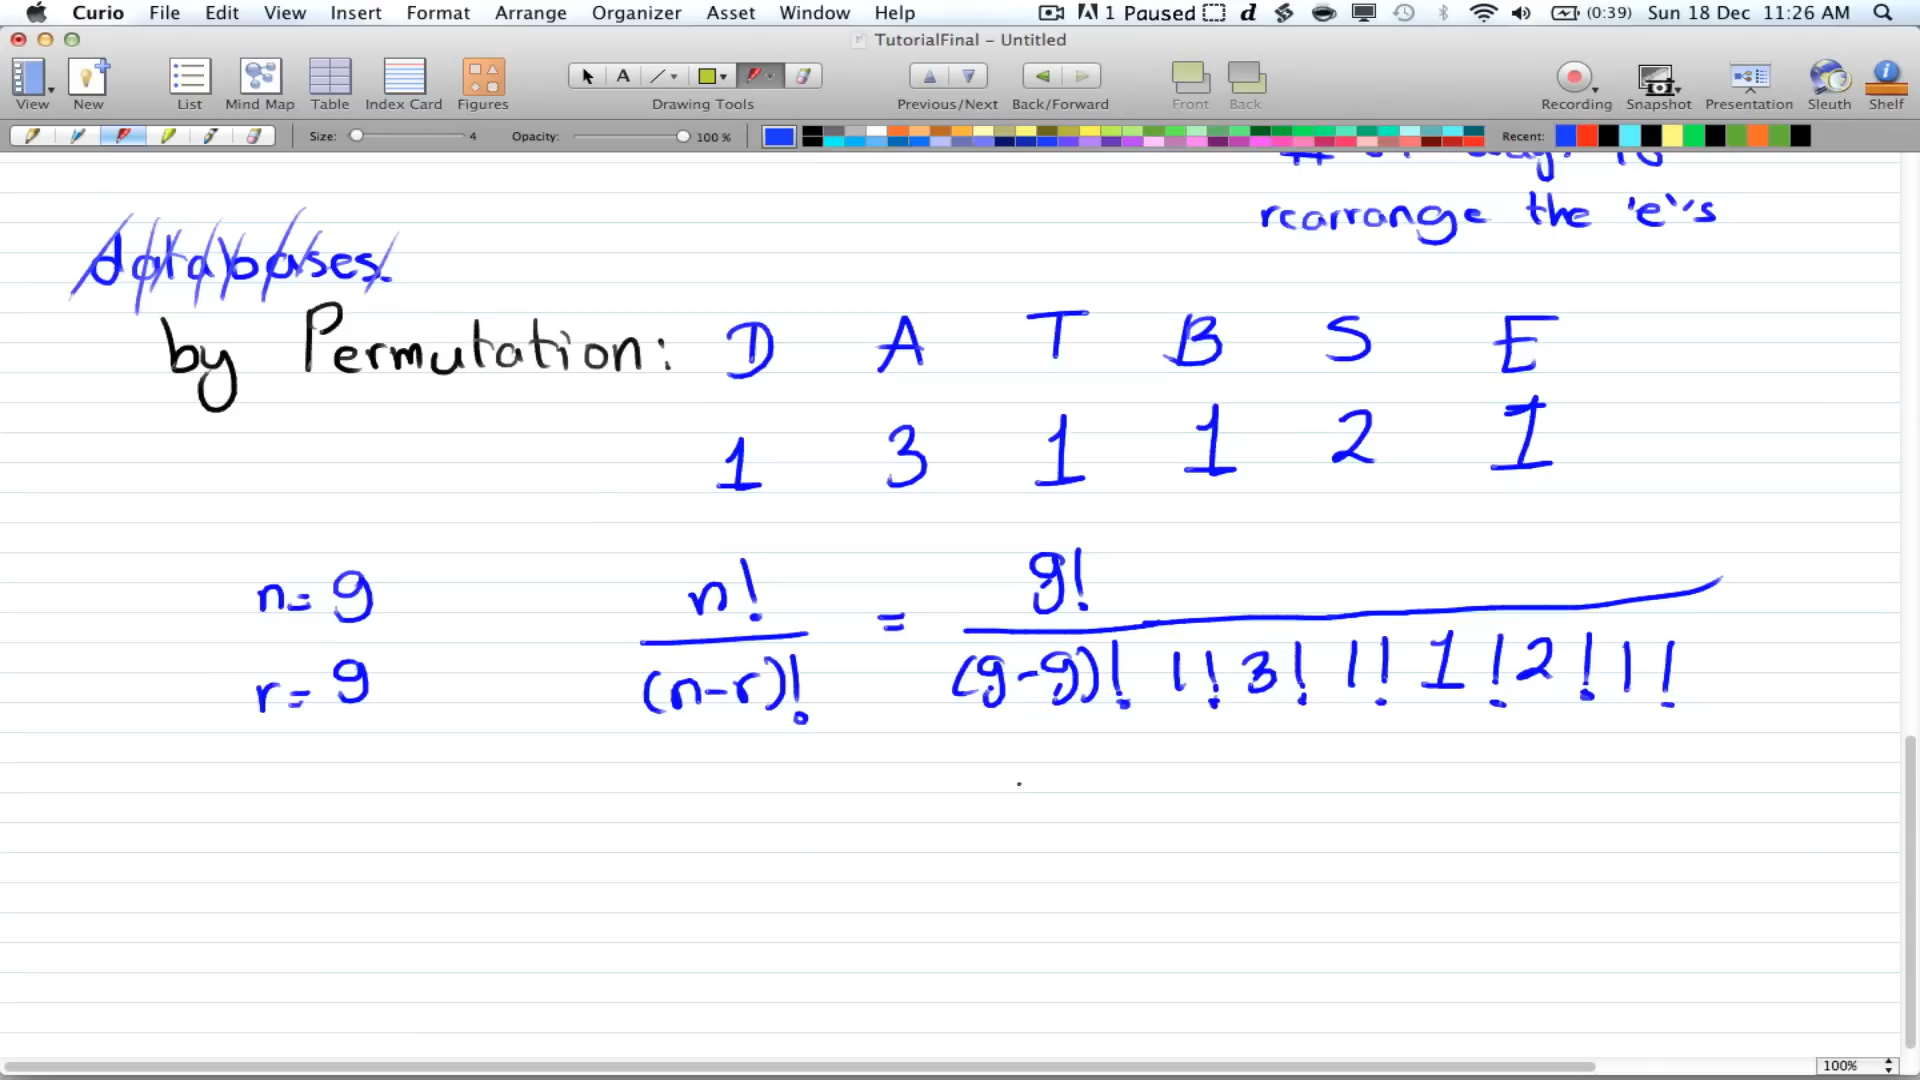 Curio File Edit View Insert Format Arrange Organizer Asset Window Help 1 Paused (0:39) Sun 18 Dec 11:26 AM
TutorialFinal – Untitled
View New List Mind Map Table Index Card Figures Drawing Tools Previous/Next Back/Forward Front Back Recording Snapshot Presentation Sleuth Shelf
Size: 4 Opacity: 100 % Recent:
rearrange the 'e''s
databases
by Permutation: D A T B S E
1 3 1 1 2 1
n = 9 n! = 9!
r = 9 (n-r)! (9-9)! 1! 3! 1! 1! 2! 1!
100%